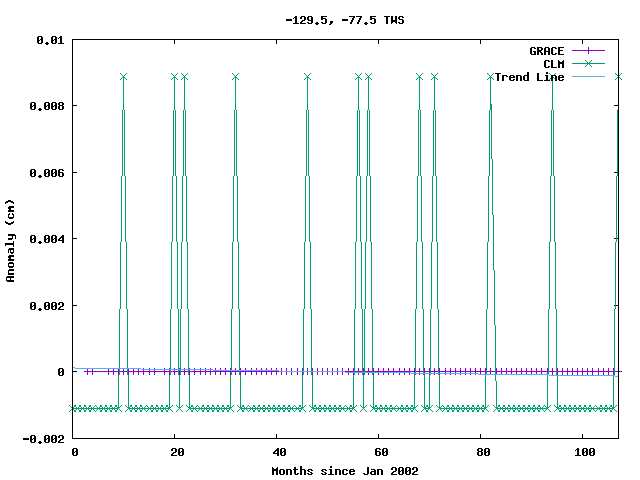 -129.5, -77.5 TWS
0.01
GRACE
CLM
Trend Line
0.008
0.006
0.004
0.002
0
-0.002
Anomaly (cm)
0 20 40 60 80 100
Months since Jan 2002